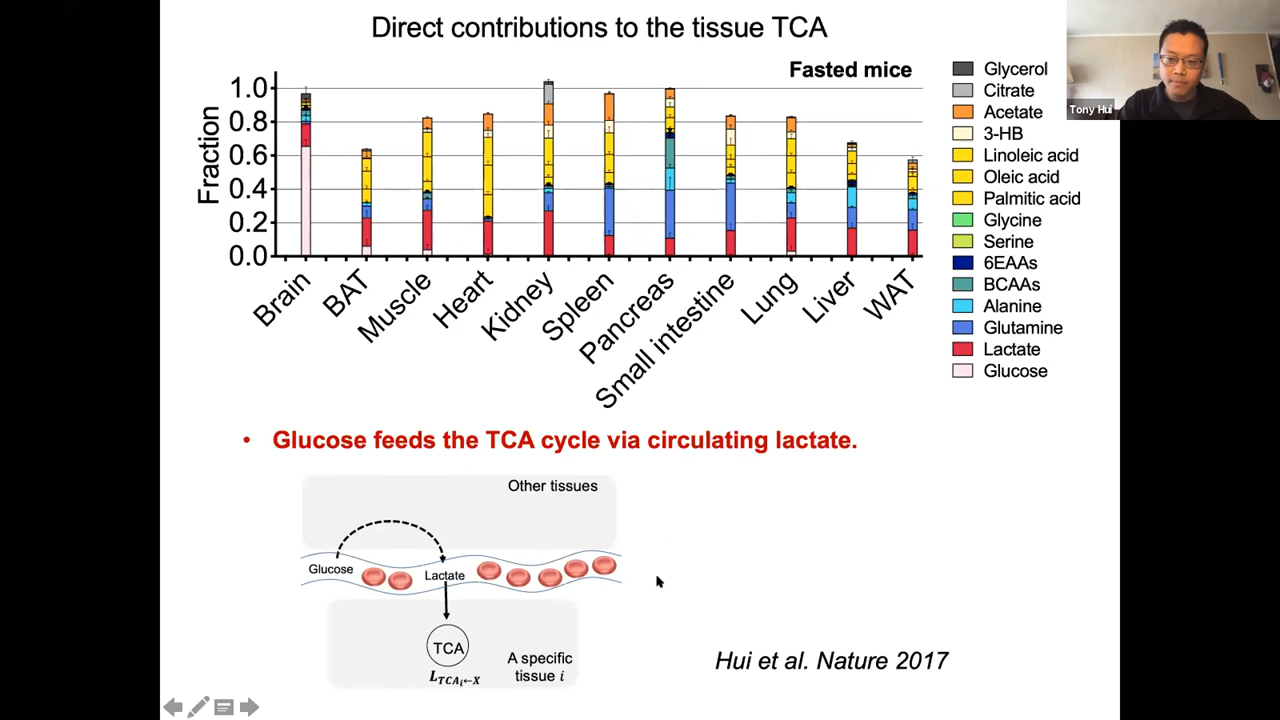 Direct contributions to the tissue TCA
Fasted mice
Tony Hui
Fraction
1.0
0.8
0.6
0.4
0.2
0.0
Brain
BAT
Muscle
Heart
Kidney
Spleen
Pancreas
Small intestine
Lung
Liver
WAT
Glycerol
Citrate
Acetate
3-HB
Linoleic acid
Oleic acid
Palmitic acid
Glycine
Serine
6EAAs
BCAAs
Alanine
Glutamine
Lactate
Glucose
• Glucose feeds the TCA cycle via circulating lactate.
Other tissues
Glucose
Lactate
TCA
L_{TCA_i←X}
A specific
tissue i
Hui et al. Nature 2017